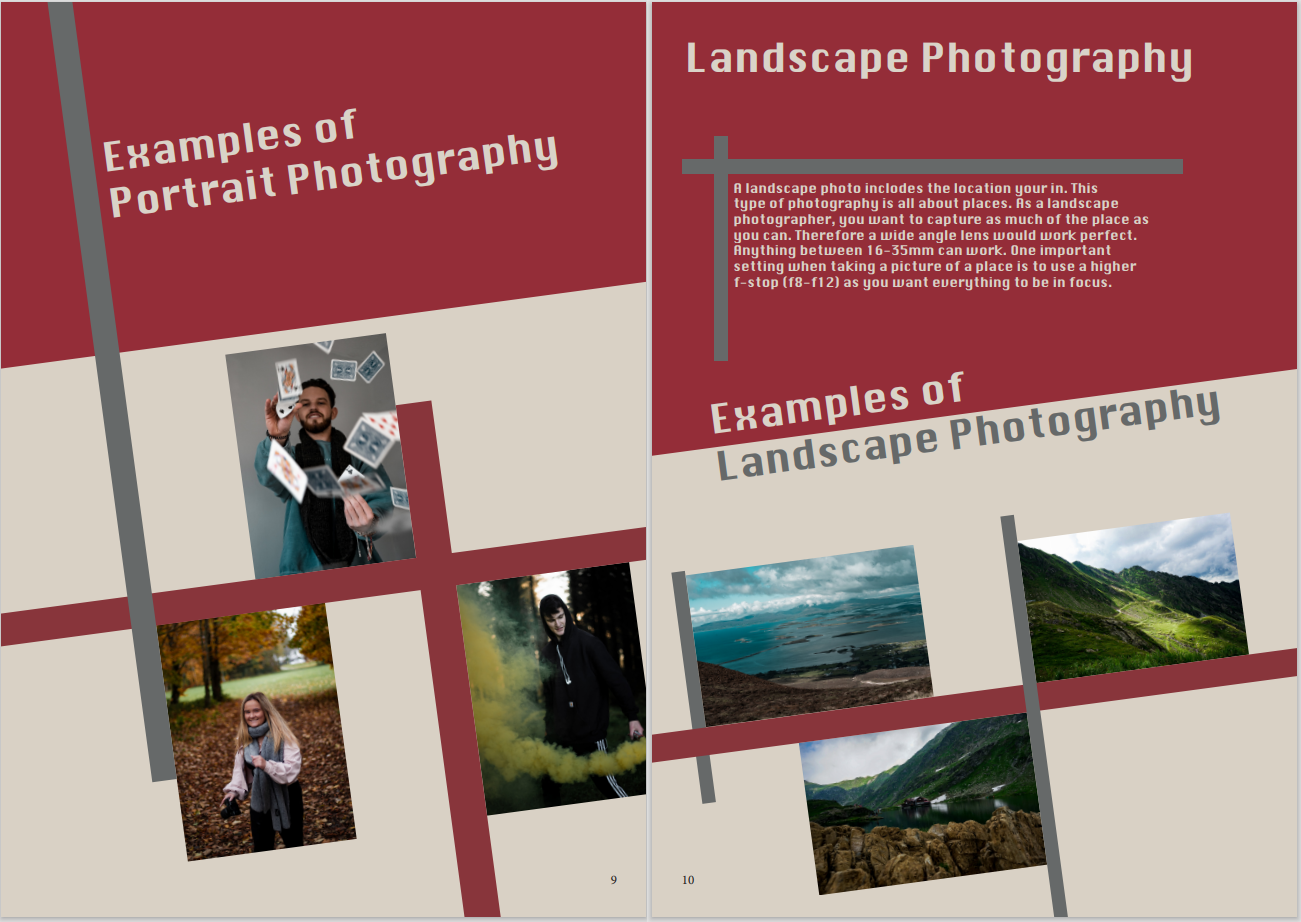 Examples of
Portrait Photography
9
Landscape Photography
A landscape photo includes the location your in. This
type of photography is all about places. As a landscape
photographer, you want to capture as much of the place as
you can. Therefore a wide angle lens would work perfect.
Anything between 16-35mm can work. One important
setting when taking a picture of a place is to use a higher
f-stop (f8-f12) as you want everything to be in focus.
Examples of
Landscape Photography
10